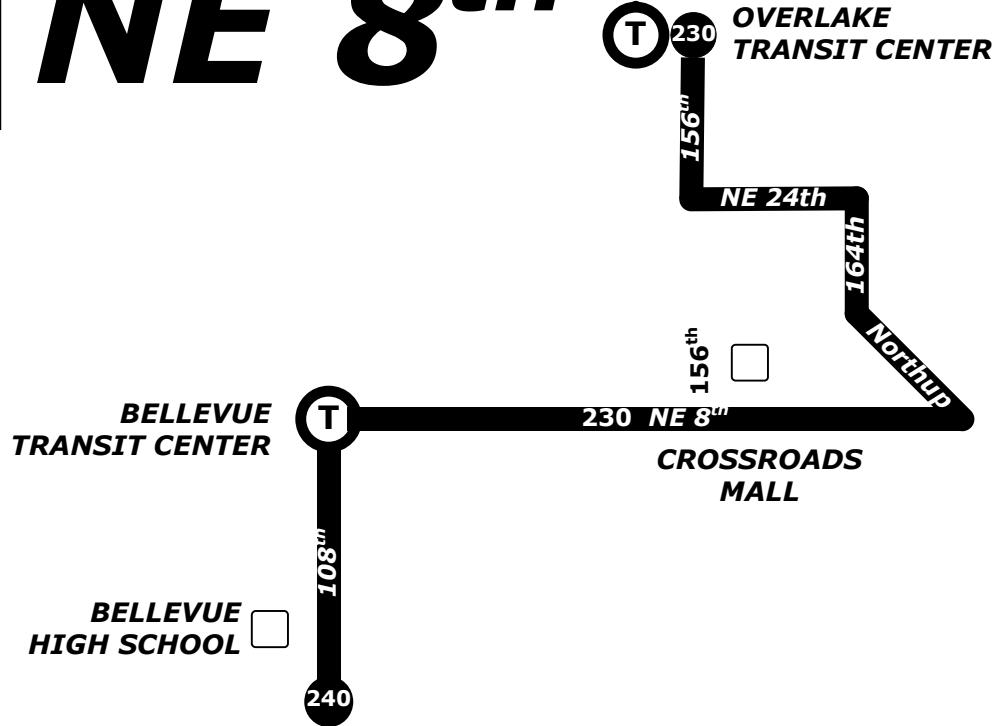 NE 8th
T 230 OVERLAKE
TRANSIT CENTER
156th
NE 24th
164th
Northup
156th
230 NE 8th
CROSSROADS
MALL
BELLEVUE
TRANSIT CENTER
T
108th
BELLEVUE
HIGH SCHOOL
240